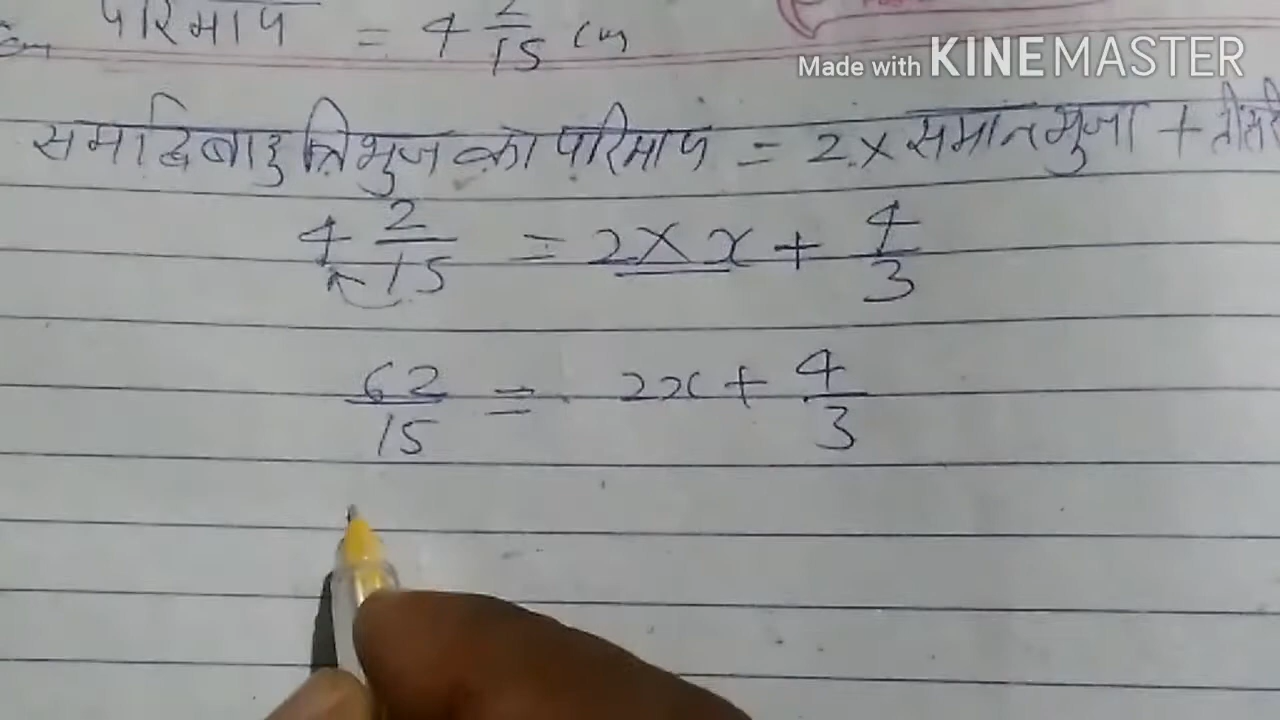 परिमाप = 4 2/15 cm
Made with KINEMASTER
समद्विबाहु त्रिभुज का परिमाप = 2 × समान भुजा +
4 2/15 = 2 × x + 4/3
62/15 = 2x + 4/3